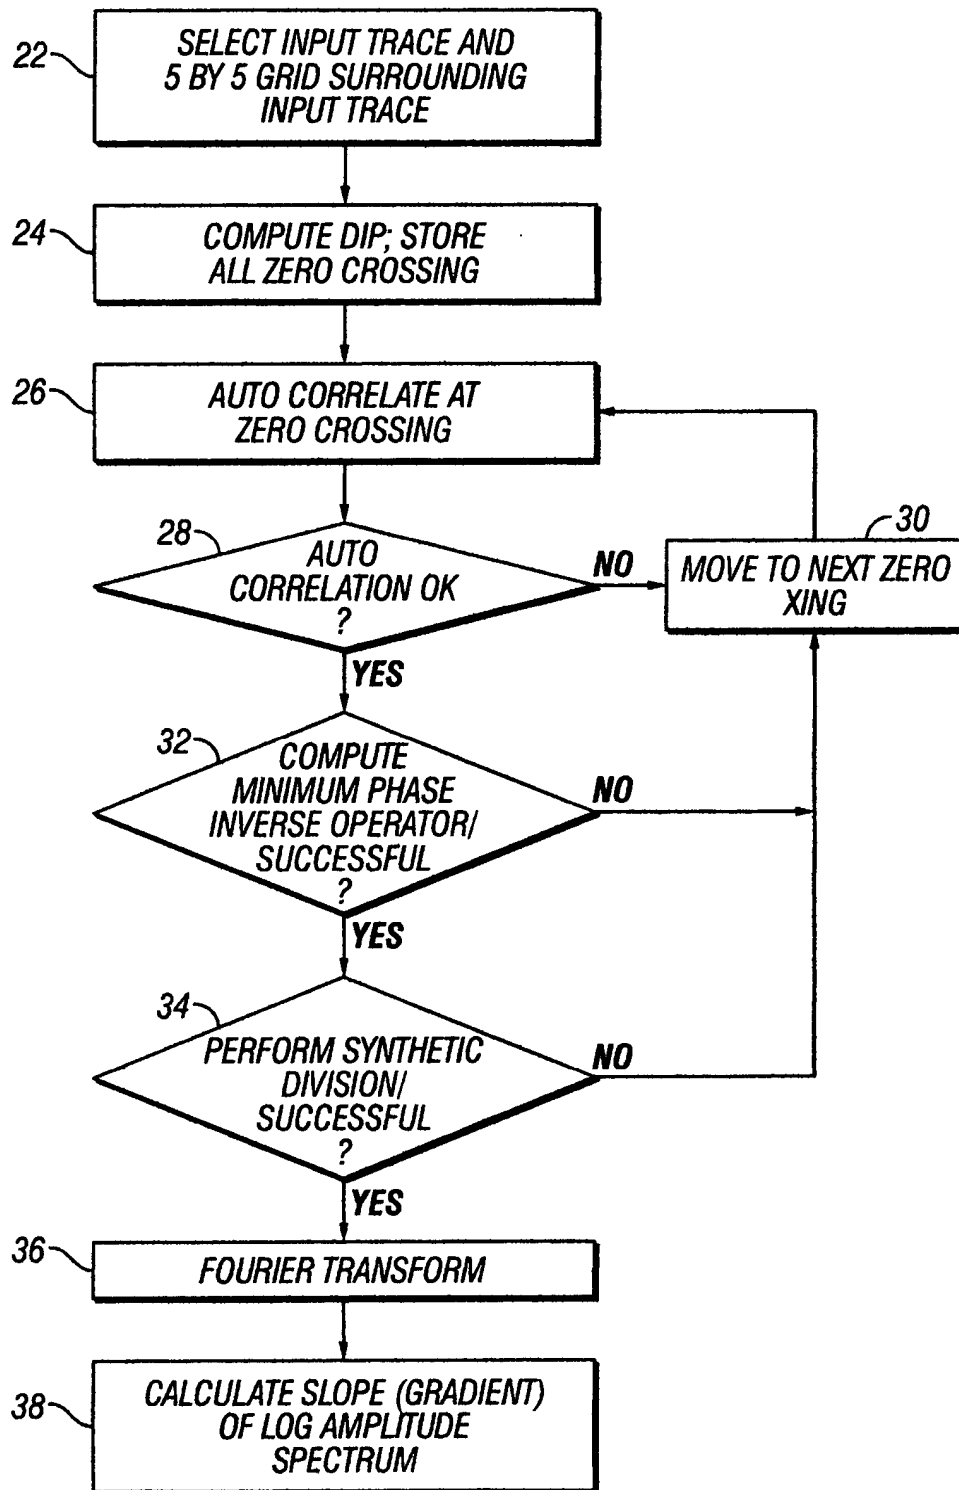 22
SELECT INPUT TRACE AND
5 BY 5 GRID SURROUNDING
INPUT TRACE
24
COMPUTE DIP; STORE
ALL ZERO CROSSING
26
AUTO CORRELATE AT
ZERO CROSSING
28
AUTO
CORRELATION OK
?
NO
30
MOVE TO NEXT ZERO
XING
YES
32
COMPUTE
MINIMUM PHASE
INVERSE OPERATOR/
SUCCESSFUL
?
NO
YES
34
PERFORM SYNTHETIC
DIVISION/
SUCCESSFUL
?
NO
YES
36
FOURIER TRANSFORM
38
CALCULATE SLOPE (GRADIENT)
OF LOG AMPLITUDE
SPECTRUM